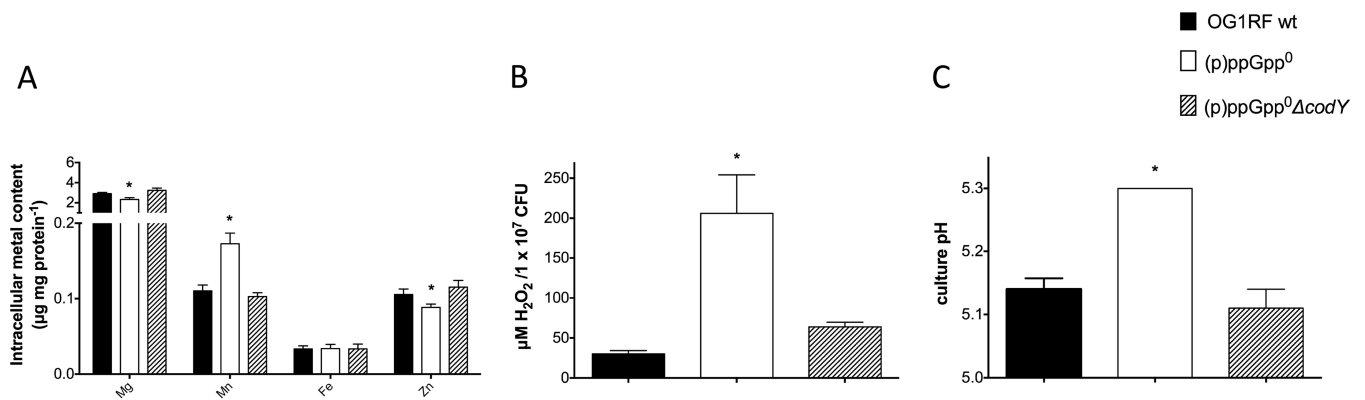 OG1RF wt
(p)ppGpp⁰
(p)ppGpp⁰ΔcodY
A
Intracellular metal content
(µg mg protein⁻¹)
6
4
2
0.2
0.1
0.0
*
*
*
Mg
Mn
Fe
Zn
B
µM H₂O₂ /1 x 10⁷ CFU
250
200
150
100
50
0
*
C
culture pH
5.3
5.2
5.1
5.0
*